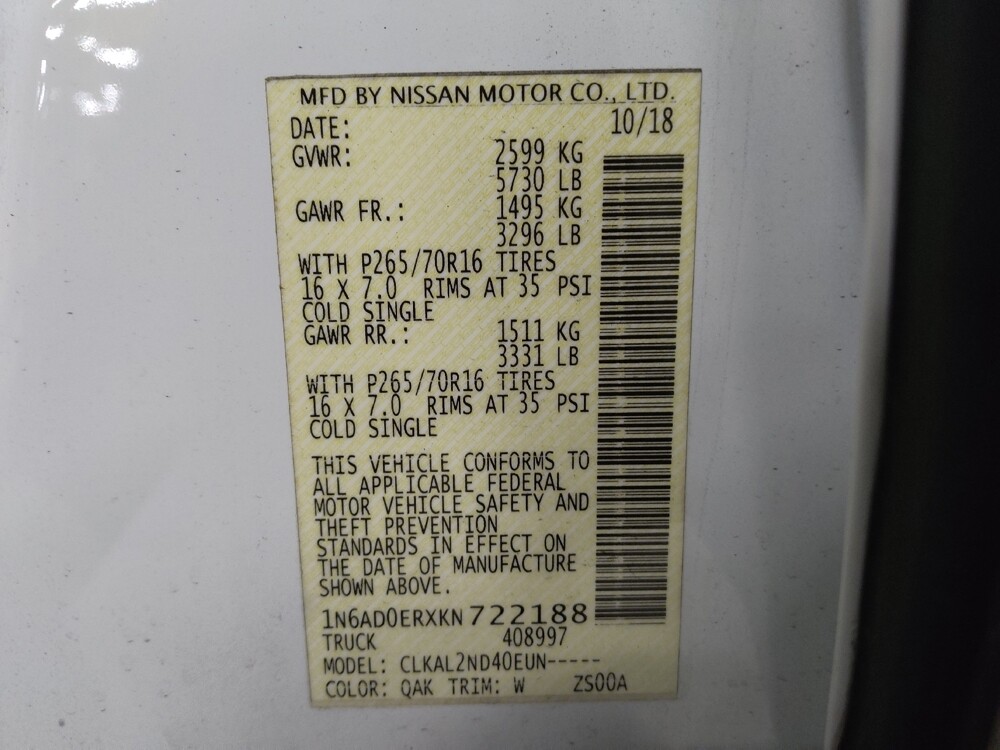 MFD BY NISSAN MOTOR CO., LTD.
DATE: 10/18
GVWR: 2599 KG
5730 LB
GAWR FR.: 1495 KG
3296 LB
WITH P265/70R16 TIRES
16 X 7.0 RIMS AT 35 PSI
COLD SINGLE
GAWR RR.: 1511 KG
3331 LB
WITH P265/70R16 TIRES
16 X 7.0 RIMS AT 35 PSI
COLD SINGLE
THIS VEHICLE CONFORMS TO
ALL APPLICABLE FEDERAL
MOTOR VEHICLE SAFETY AND
THEFT PREVENTION
STANDARDS IN EFFECT ON
THE DATE OF MANUFACTURE
SHOWN ABOVE.
1N6AD0ERXKN 722188
TRUCK 408997
MODEL: CLKAL2ND40EUN-----
COLOR: QAK TRIM: W ZS00A